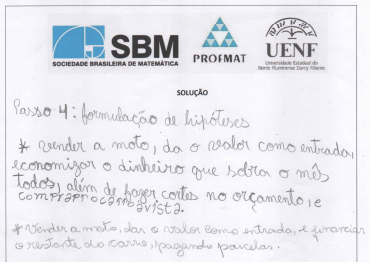 SBM
SOCIEDADE BRASILEIRA DE MATEMÁTICA
PROFMAT
UENF
Universidade Estadual do
Norte Fluminense Darcy Ribeiro
SOLUÇÃO
Passo 4: formulação de hipóteses
* vender a moto, da o valor como entrada,
economizar o dinheiro que sobra o mês
todos, além de fazer cortes no orçamento, e
comprar o carro à vista.
* Vender a moto, dar o valor como entrada, e financiar
o restante do carro, pagando parcelas.